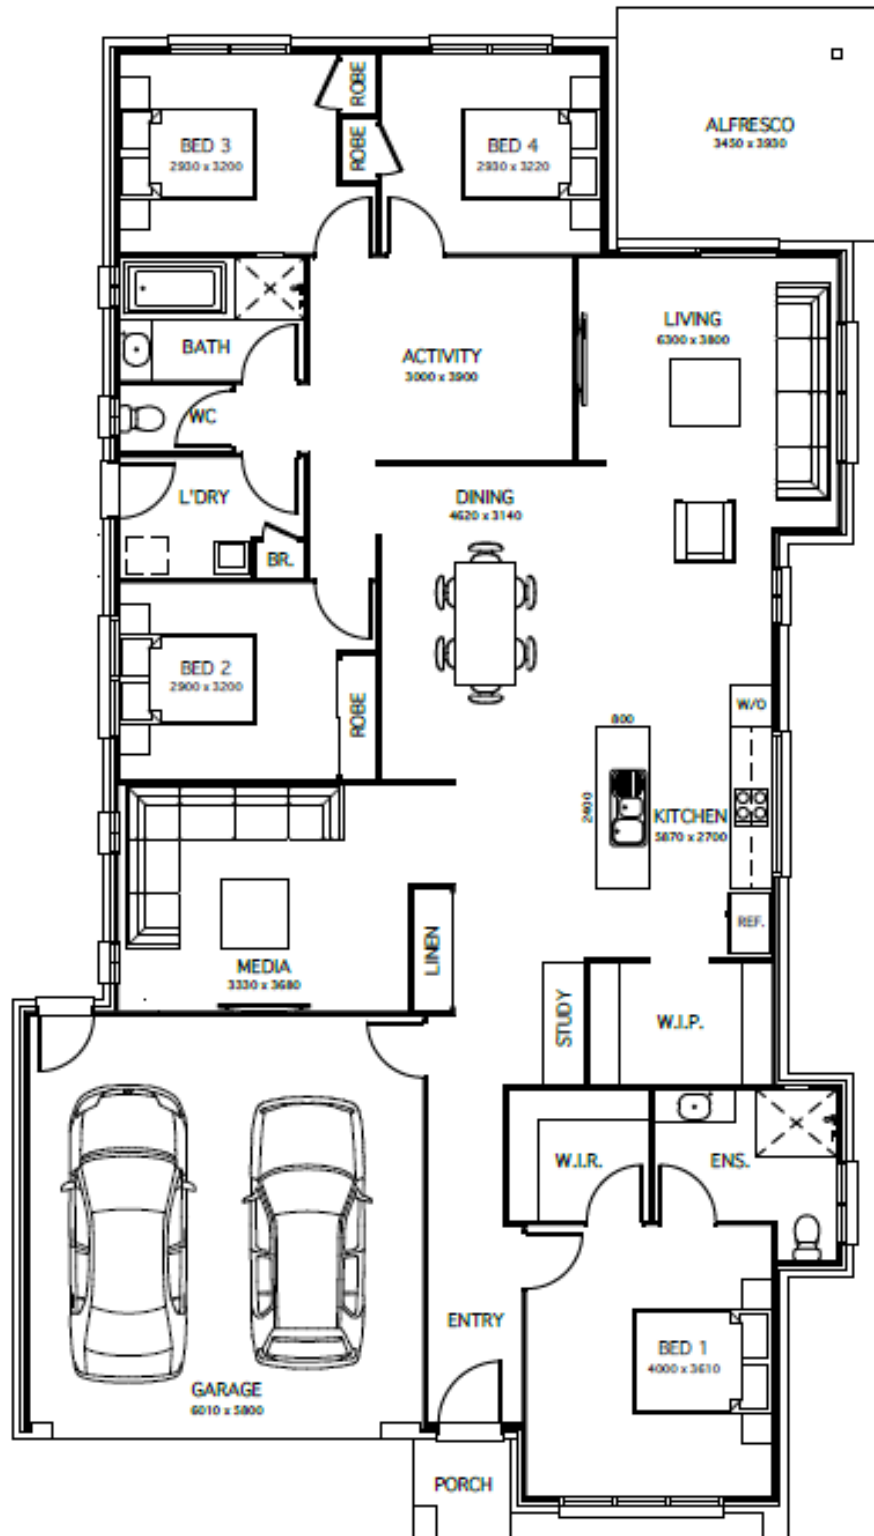 ROBE
BED 3
2930 x 3200
ROBE
BED 4
2930 x 3220
ALFRESCO
3450 x 3930
BATH
ACTIVITY
3000 x 3900
LIVING
6300 x 3800
WC
L'DRY
BR.
DINING
4620 x 3140
BED 2
2900 x 3200
ROBE
W/O
800
2400
KITCHEN
5870 x 2700
REF.
LINEN
MEDIA
3330 x 3680
STUDY
W.I.P.
W.I.R.
ENS.
ENTRY
BED 1
4000 x 3610
GARAGE
6010 x 5800
PORCH